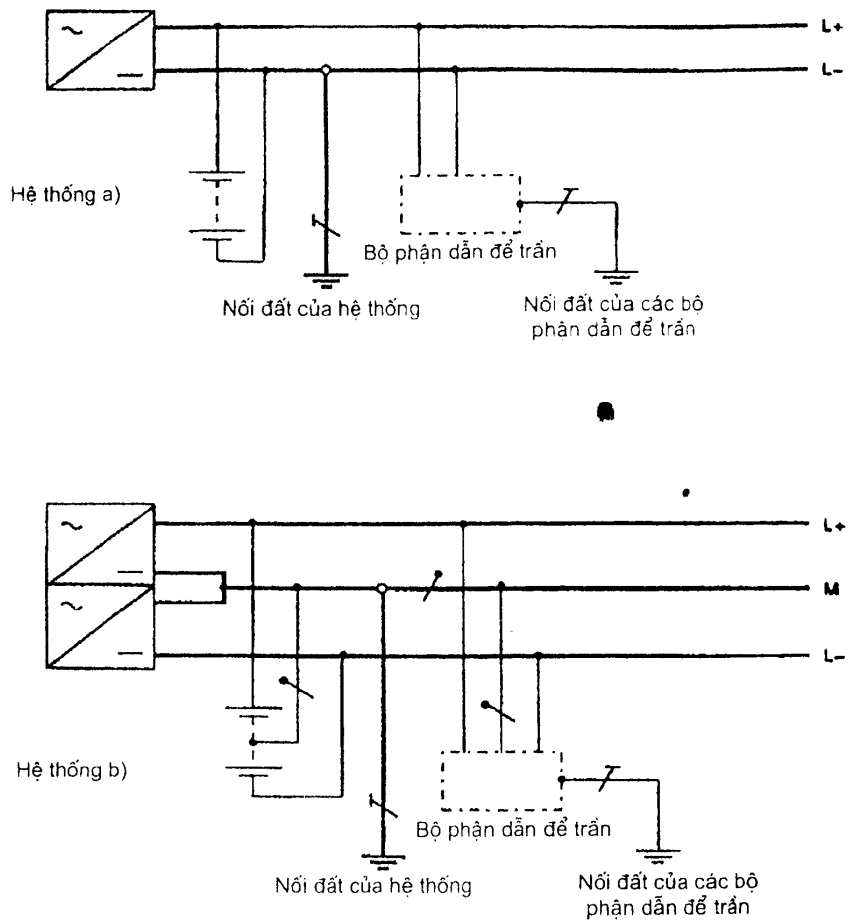 L+
L-
Hệ thống a)
Bộ phận dẫn để trần
Nối đất của hệ thống
Nối đất của các bộ
phận dẫn để trần
L+
M
L-
Hệ thống b)
Bộ phận dẫn để trần
Nối đất của hệ thống
Nối đất của các bộ
phận dẫn để trần